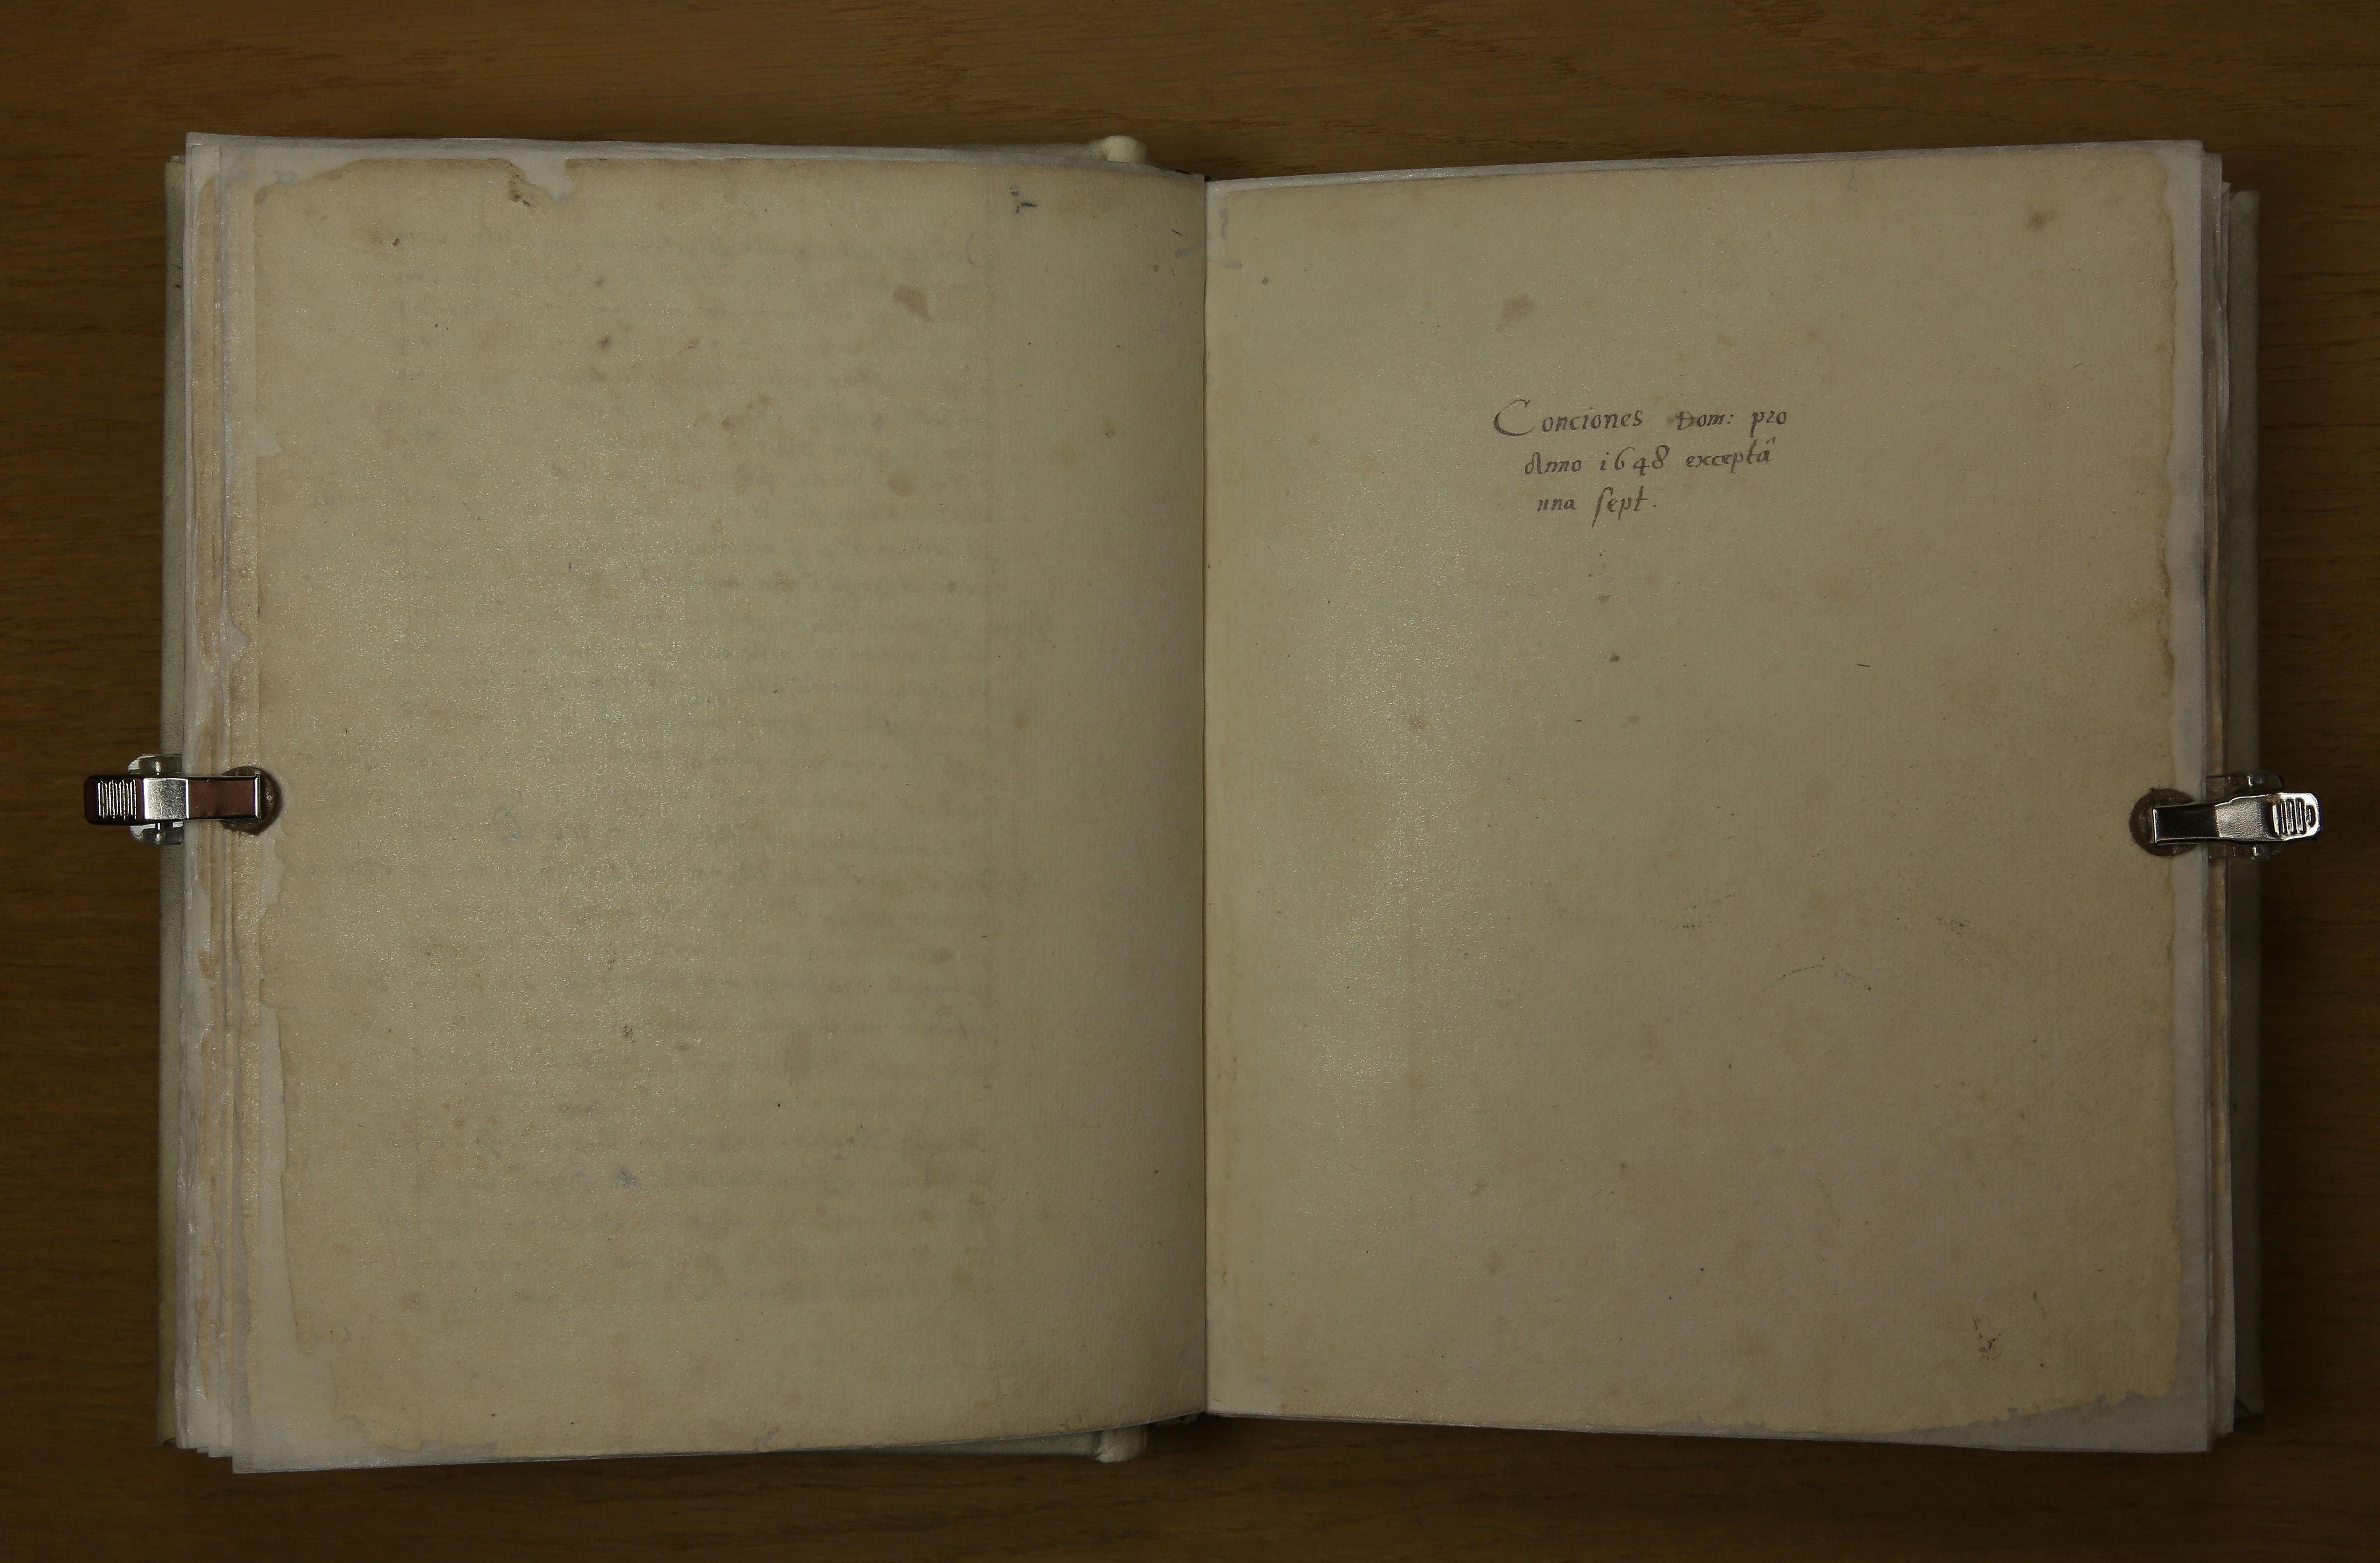 Conciones Dom: pro
Anno 1648 exceptâ
una sept.